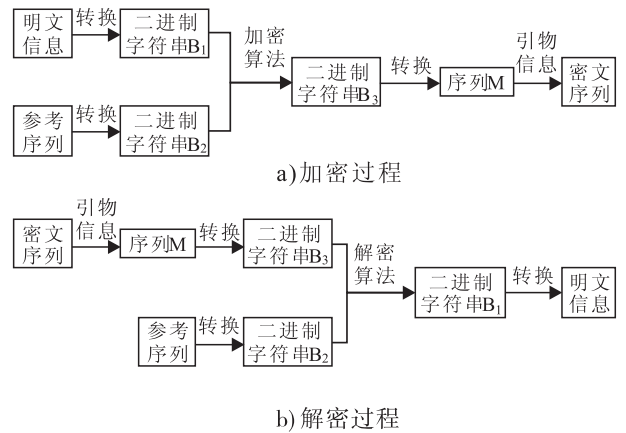 明文
信息
转换
二进制
字符串B₁
加密
算法
二进制
字符串B₃
转换
序列M
引物
信息
密文
序列
参考
序列
转换
二进制
字符串B₂
a)加密过程
密文
序列
引物
信息
序列M
转换
二进制
字符串B₃
解密
算法
二进制
字符串B₁
转换
明文
信息
参考
序列
转换
二进制
字符串B₂
b)解密过程